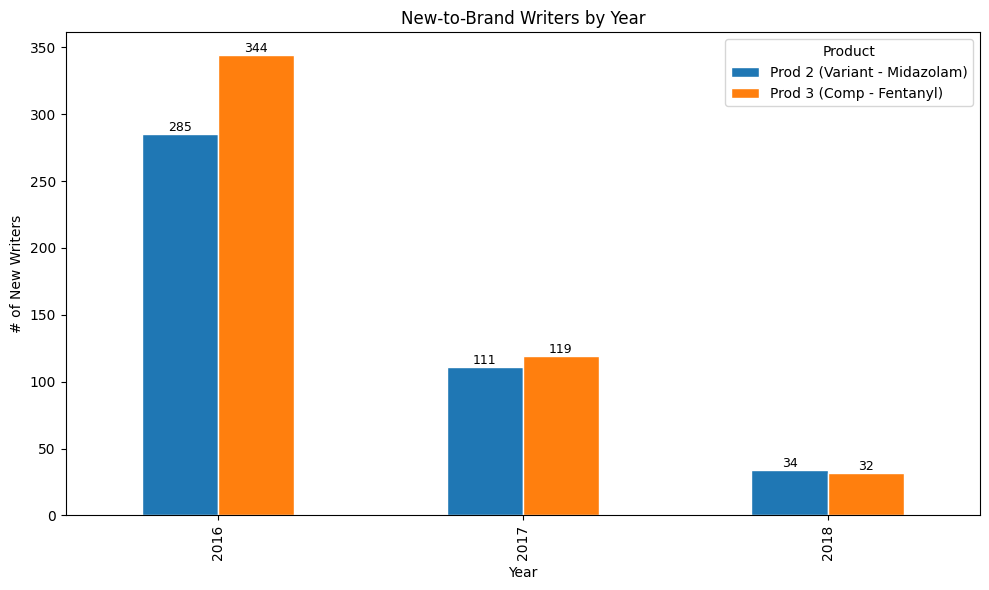 New-to-Brand Writers by Year
Product
Prod 2 (Variant - Midazolam)
Prod 3 (Comp - Fentanyl)
# of New Writers
350
300
250
200
150
100
50
0
285
344
111
119
34
32
2016
2017
2018
Year